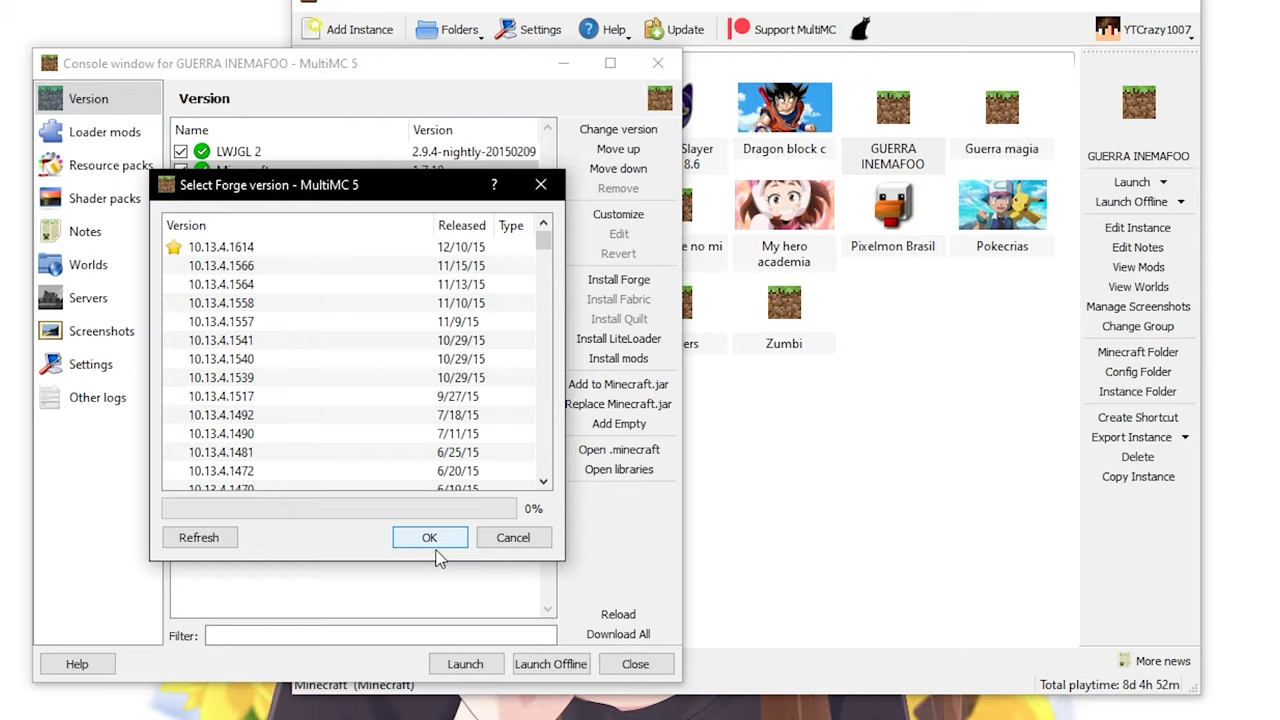 Add Instance
Folders
Settings
Help
Update
Support MultiMC
YTCrazy1007
Console window for GUERRA INEMAFOO - MultiMC 5
Version
Loader mods
Resource packs
Shader packs
Notes
Worlds
Servers
Screenshots
Settings
Other logs
Version
Name Version
LWJGL 2 2.9.4-nightly-20150209
Change version
Move up
Move down
Remove
Customize
Edit
Revert
Install Forge
Install Fabric
Install Quilt
Install LiteLoader
Install mods
Add to Minecraft.jar
Replace Minecraft.jar
Add Empty
Open .minecraft
Open libraries
Reload
Download All
Select Forge version - MultiMC 5
?
Version Released Type
10.13.4.1614 12/10/15
10.13.4.1566 11/15/15
10.13.4.1564 11/13/15
10.13.4.1558 11/10/15
10.13.4.1557 11/9/15
10.13.4.1541 10/29/15
10.13.4.1540 10/29/15
10.13.4.1539 10/29/15
10.13.4.1517 9/27/15
10.13.4.1492 7/18/15
10.13.4.1490 7/11/15
10.13.4.1481 6/25/15
10.13.4.1472 6/20/15
10.13.4.1470 6/19/15
0%
Refresh
OK
Cancel
Filter:
Help
Launch
Launch Offline
Close
Slayer
8.6
Dragon block c
GUERRA
INEMAFOO
Guerra magia
e no mi
My hero
academia
Pixelmon Brasil
Pokecrias
ers
Zumbi
GUERRA INEMAFOO
Launch
Launch Offline
Edit Instance
Edit Notes
View Mods
View Worlds
Manage Screenshots
Change Group
Minecraft Folder
Config Folder
Instance Folder
Create Shortcut
Export Instance
Delete
Copy Instance
More news
Minecraft (Minecraft)
Total playtime: 8d 4h 52m